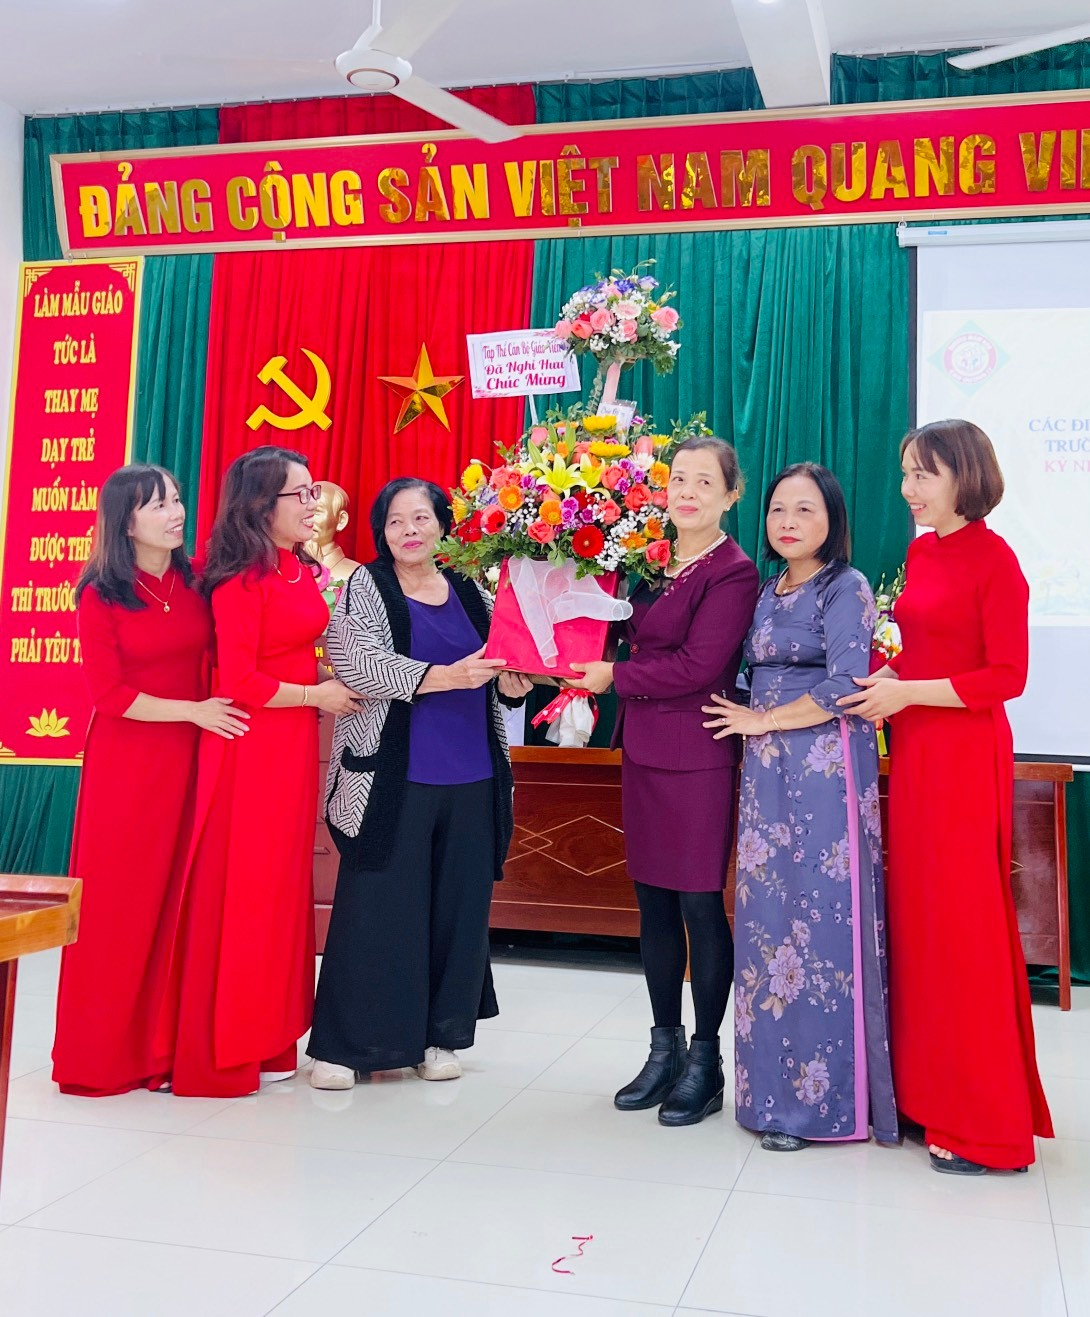 ĐẢNG CỘNG SẢN VIỆT NAM QUANG VI
LÀM MẪU GIÁO
TỨC LÀ
THAY MẸ
DẠY TRẺ
MUỐN LÀM
ĐƯỢC THẾ
THÌ TRƯỚC
PHẢI YÊU
Tập Thể Cán Bộ Giáo Viên
Đã Nghỉ Hưu
Chúc Mừng
CÁC
TRƯỜ
KỶ